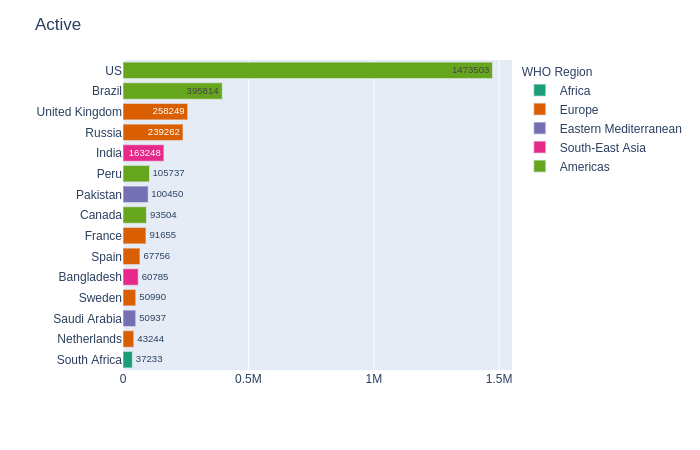 Active
US 1473503
Brazil 395814
United Kingdom 258249
Russia 239262
India 163248
Peru 105737
Pakistan 100450
Canada 93504
France 91655
Spain 67756
Bangladesh 60785
Sweden 50990
Saudi Arabia 50937
Netherlands 43244
South Africa 37233
0 0.5M 1M 1.5M
WHO Region
Africa
Europe
Eastern Mediterranean
South-East Asia
Americas